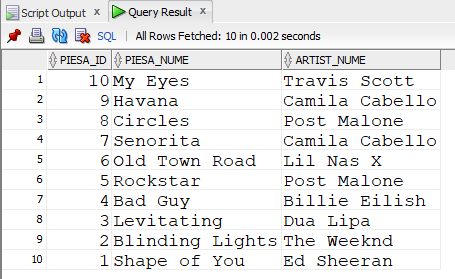 Script Output × Query Result ×
SQL | All Rows Fetched: 10 in 0.002 seconds
PIESA_ID PIESA_NUME ARTIST_NUME
1 10 My Eyes Travis Scott
2 9 Havana Camila Cabello
3 8 Circles Post Malone
4 7 Senorita Camila Cabello
5 6 Old Town Road Lil Nas X
6 5 Rockstar Post Malone
7 4 Bad Guy Billie Eilish
8 3 Levitating Dua Lipa
9 2 Blinding Lights The Weeknd
10 1 Shape of You Ed Sheeran